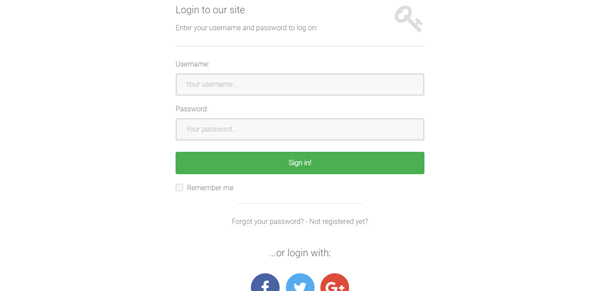 Login to our site
Enter your username and password to log on:
Username:
Your username...
Password:
Your password...
Sign in!
Remember me
Forgot your password? - Not registered yet?
...or login with:
f
G+